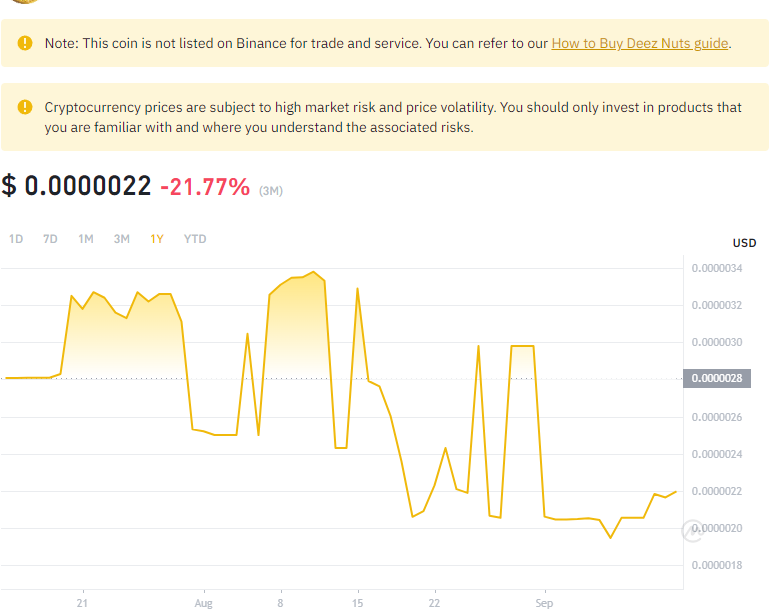 Note: This coin is not listed on Binance for trade and service. You can refer to our How to Buy Deez Nuts guide.
Cryptocurrency prices are subject to high market risk and price volatility. You should only invest in products that
you are familiar with and where you understand the associated risks.
$ 0.0000022 -21.77% (3M)
1D 7D 1M 3M 1Y YTD
USD
0.0000034
0.0000032
0.0000030
0.0000028
0.0000026
0.0000024
0.0000022
0.0000020
0.0000018
21 Aug 8 15 22 Sep